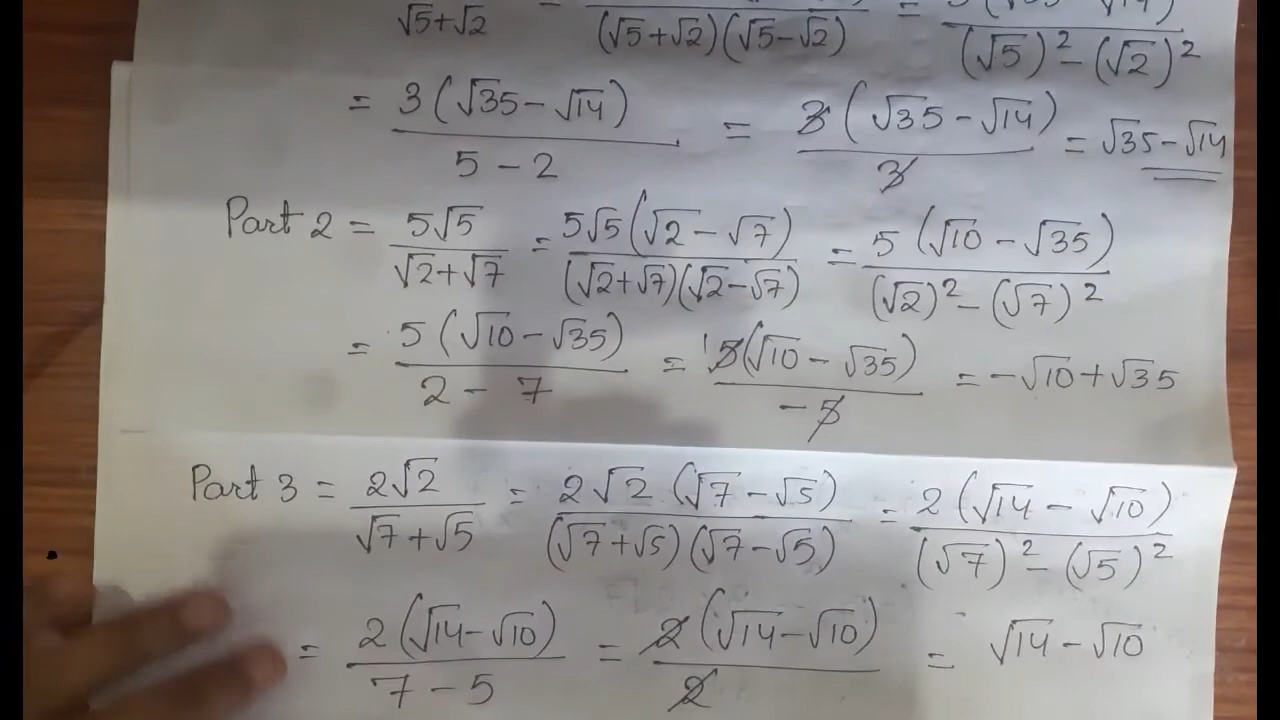 √5+√2 = (√5+√2)(√5-√2) = (√5)² - (√2)²
= 3(√35-√14) / 5-2 = 3(√35-√14) / 3 = √35-√14
Part 2 = 5√5 / √2+√7 = 5√5(√2-√7) / (√2+√7)(√2-√7) = 5(√10-√35) / (√2)²-(√7)²
= 5(√10-√35) / 2-7 = 5(√10-√35) / -5 = -√10+√35
Part 3 = 2√2 / √7+√5 = 2√2(√7-√5) / (√7+√5)(√7-√5) = 2(√14-√10) / (√7)²-(√5)²
= 2(√14-√10) / 7-5 = 2(√14-√10) / 2 = √14-√10